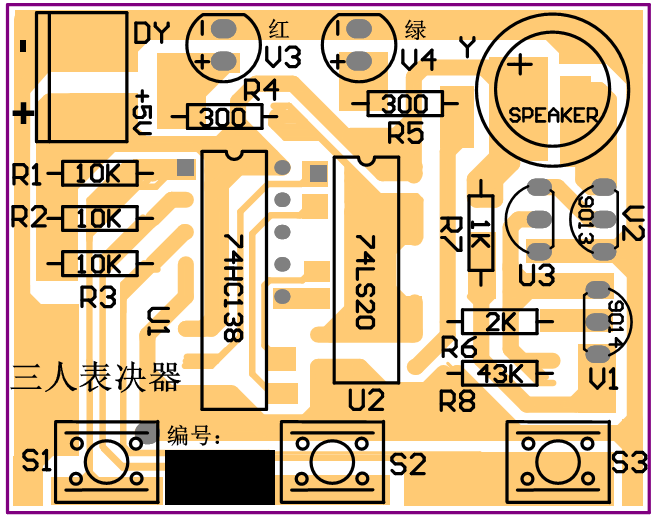 DY
+5V
-
+
红
绿
V3
V4
Y
SPEAKER
R4
300
R5
300
R1
10K
R2
10K
R3
10K
U1
74HC138
U2
74LS20
R7
1K
U3
9013
V2
9014
V1
R6
2K
R8
43K
三人表决器
编号:
S1
S2
S3